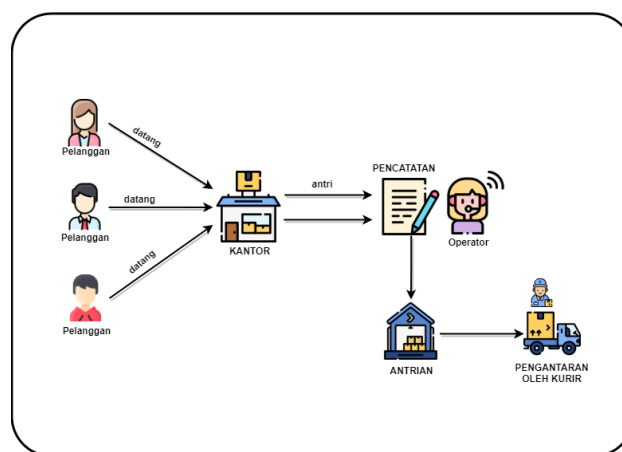 datang
Pelanggan
datang
Pelanggan
datang
Pelanggan
KANTOR
antri
PENCATATAN
Operator
ANTRIAN
PENGANTARAN
OLEH KURIR